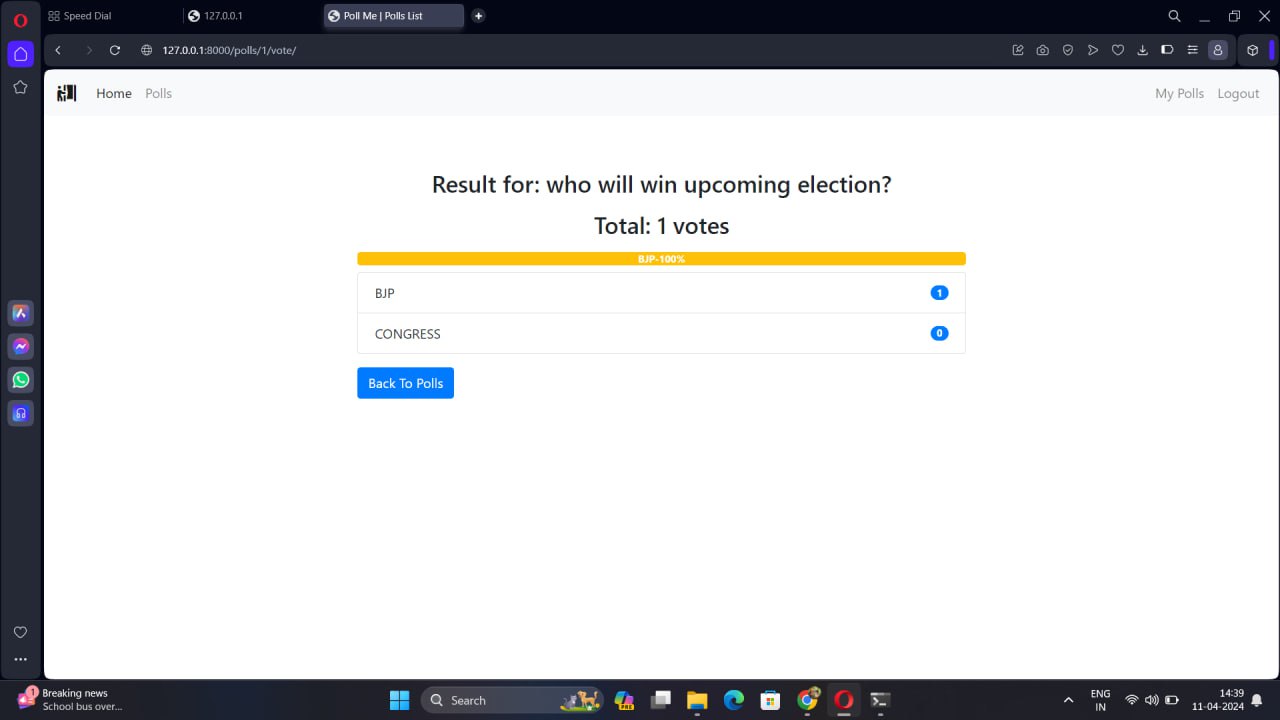 Speed Dial
127.0.0.1
Poll Me | Polls List
127.0.0.1:8000/polls/1/vote/
Home
Polls
My Polls
Logout
Result for: who will win upcoming election?
Total: 1 votes
BJP-100%
BJP
1
CONGRESS
0
Back To Polls
1
Breaking news
School bus over...
Search
PRE
ENG
IN
14:39
11-04-2024